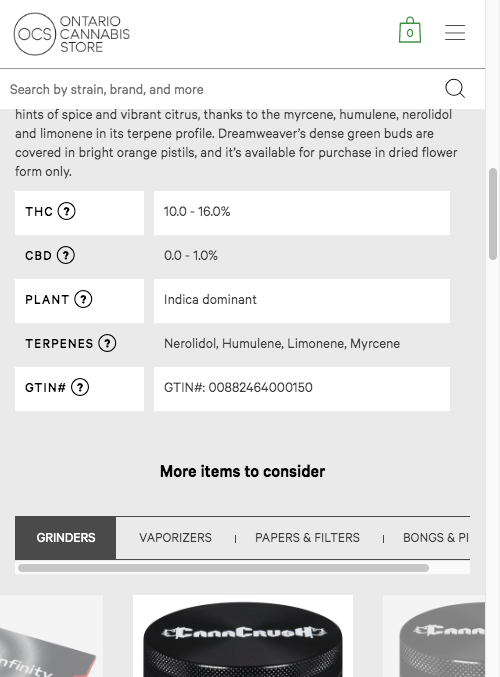 OCS
ONTARIO
CANNABIS
STORE
0
Search by strain, brand, and more
hints of spice and vibrant citrus, thanks to the myrcene, humulene, nerolidol
and limonene in its terpene profile. Dreamweaver’s dense green buds are
covered in bright orange pistils, and it’s available for purchase in dried flower
form only.
THC ?
10.0 - 16.0%
CBD ?
0.0 - 1.0%
PLANT ?
Indica dominant
TERPENES ?
Nerolidol, Humulene, Limonene, Myrcene
GTIN# ?
GTIN#: 00882464000150
More items to consider
GRINDERS VAPORIZERS | PAPERS & FILTERS | BONGS & PI
nfinity
CannaCrush
Cann